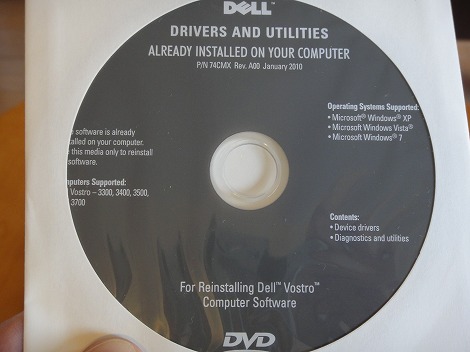 DELL™
DRIVERS AND UTILITIES
ALREADY INSTALLED ON YOUR COMPUTER
P/N 74CMX Rev. A00 January 2010
Operating Systems Supported:
• Microsoft® Windows® XP
• Microsoft Windows Vista®
• Microsoft Windows® 7
software is already
alled on your computer.
this media only to reinstall
software.
mputers Supported:
Vostro – 3300, 3400, 3500,
3700
Contents:
• Device drivers
• Diagnostics and utilities
For Reinstalling Dell™ Vostro™
Computer Software
DVD